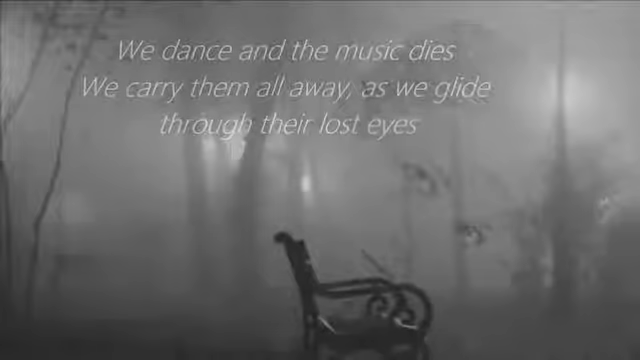 We dance and the music dies
We carry them all away, as we glide
through their lost eyes